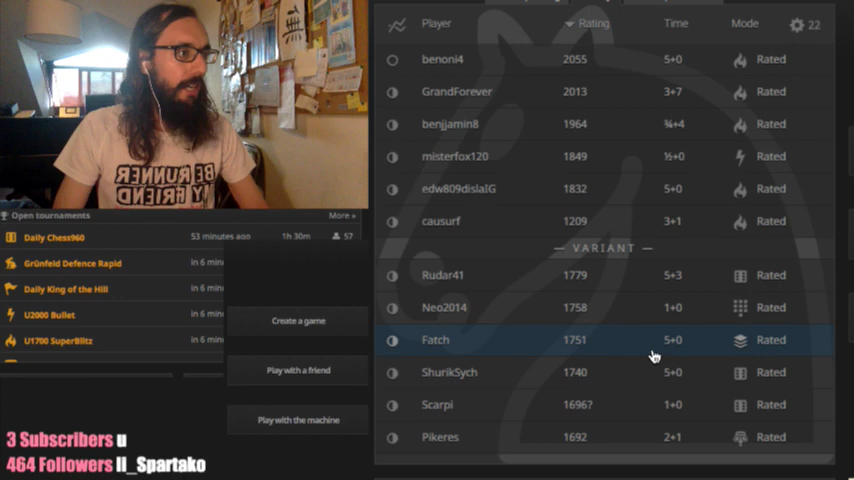 Player Rating Time Mode 22
benoni4 2055 5+0 Rated
GrandForever 2013 3+7 Rated
benjjamin8 1964 ¾+4 Rated
misterfox120 1849 ½+0 Rated
edw809dislaIG 1832 5+0 Rated
causurf 1209 3+1 Rated
— VARIANT —
Rudar41 1779 5+3 Rated
Neo2014 1758 1+0 Rated
Fatch 1751 5+0 Rated
ShurikSych 1740 5+0 Rated
Scarpi 1696? 1+0 Rated
Pikeres 1692 2+1 Rated
BE RUNNER
MY FRIEND
Open tournaments More »
Daily Chess960 53 minutes ago 1h 30m 57
Grünfeld Defence Rapid in 6 minu
Daily King of the Hill in 6 minu
U2000 Bullet in 6 minu
U1700 SuperBlitz in 6 minu
Create a game
Play with a friend
Play with the machine
3 Subscribers u
464 Followers li_Spartako